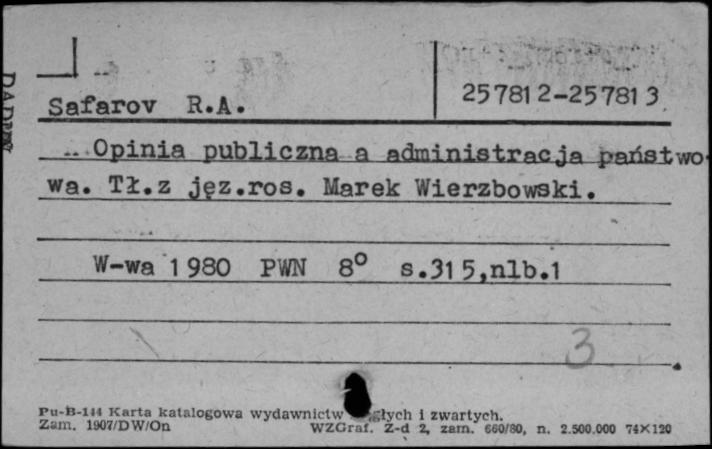 257812-257813
Safarov R.A.
Opinia publiczna a administracja państwo-
wa. Tł.z jęz.ros. Marek Wierzbowski.
W-wa 1980 PWN 8° s.315,nlb.1
3
Pu-B-144 Karta katalogowa wydawnictw głych i zwartych.
Zam. 1907/DW/On WZGraf. Z-d 2, zam. 660/80, n. 2.500.000 74X120